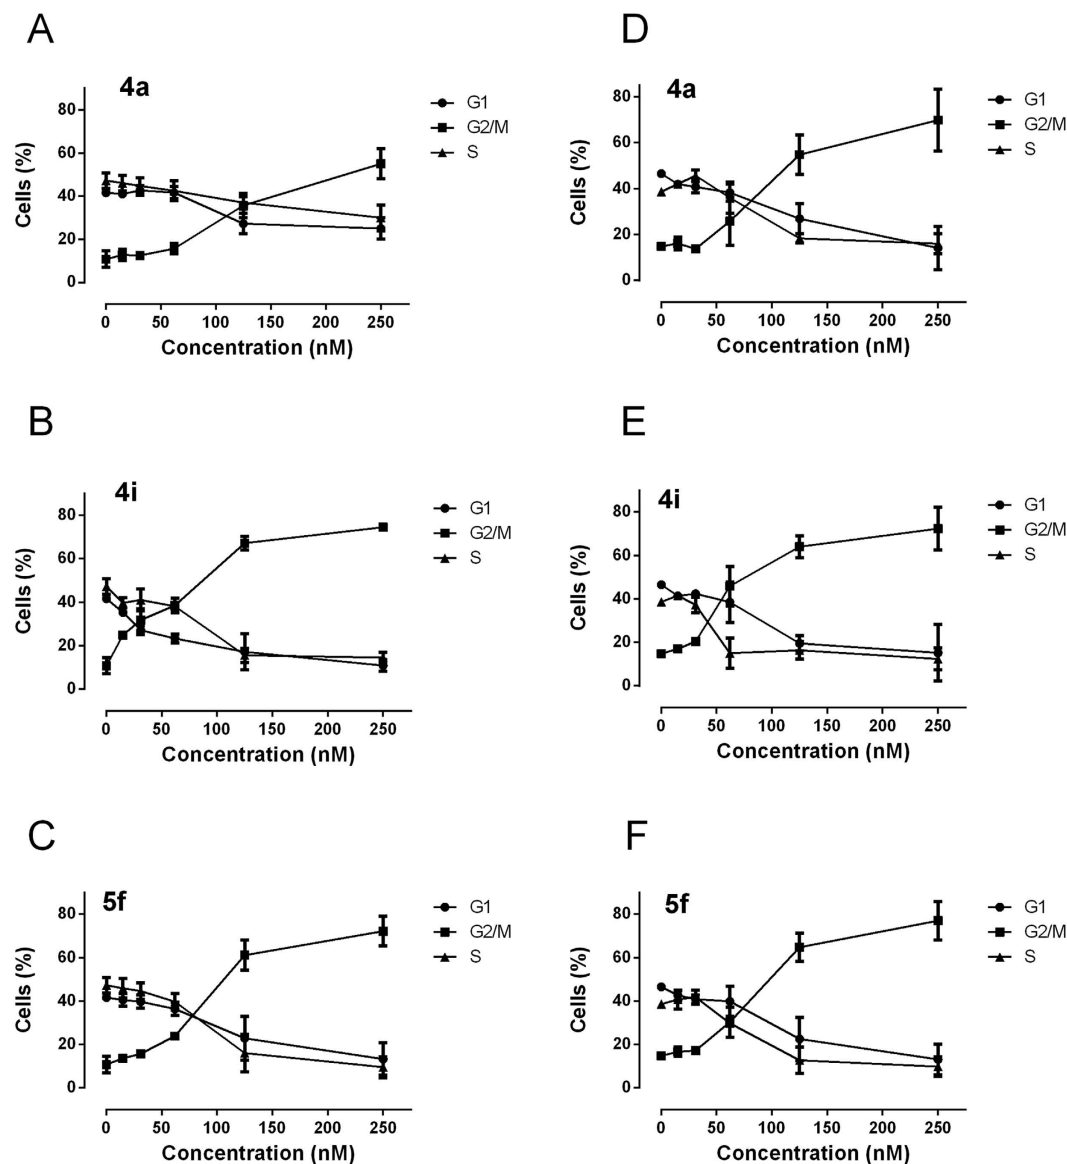 A
4a
G1
G2/M
S
Cells (%)
80
60
40
20
0
0 50 100 150 200 250
Concentration (nM)
D
4a
G1
G2/M
S
Cells (%)
80
60
40
20
0
0 50 100 150 200 250
Concentration (nM)
B
4i
G1
G2/M
S
Cells (%)
80
60
40
20
0
0 50 100 150 200 250
Concentration (nM)
E
4i
G1
G2/M
S
Cells (%)
80
60
40
20
0
0 50 100 150 200 250
Concentration (nM)
C
5f
G1
G2/M
S
Cells (%)
80
60
40
20
0
0 50 100 150 200 250
Concentration (nM)
F
5f
G1
G2/M
S
Cells (%)
80
60
40
20
0
0 50 100 150 200 250
Concentration (nM)